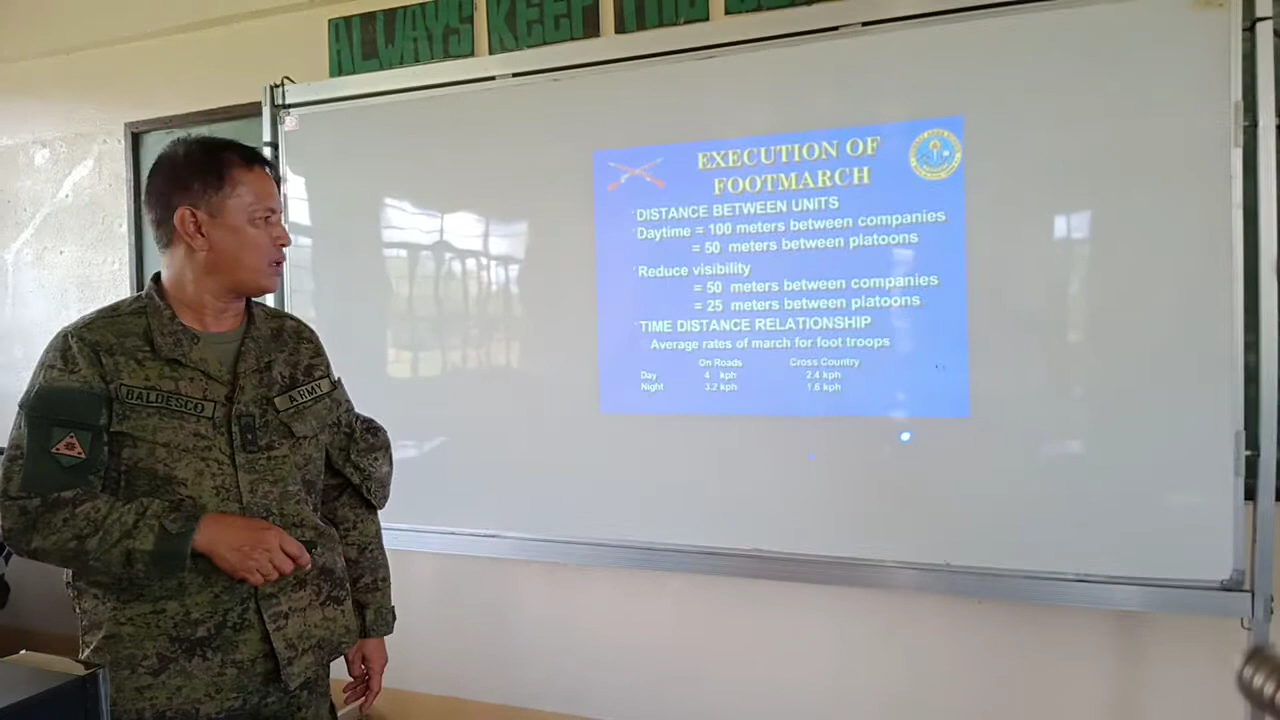 ALWAYS KEEP THE
EXECUTION OF
FOOTMARCH
DISTANCE BETWEEN UNITS
Daytime = 100 meters between companies
= 50 meters between platoons
Reduce visibility
= 50 meters between companies
= 25 meters between platoons
TIME DISTANCE RELATIONSHIP
Average rates of march for foot troops
On Roads Cross Country
Day 4 kph 2.4 kph
Night 3.2 kph 1.6 kph
BALDESCO
ARMY